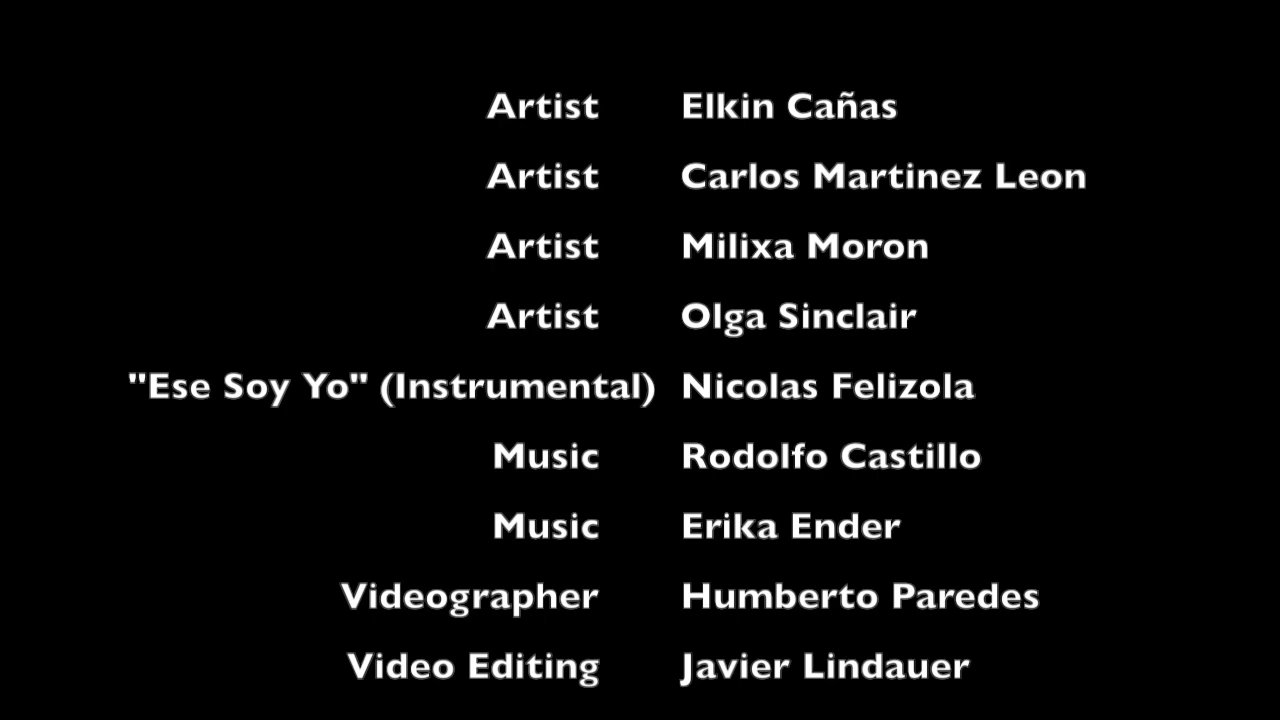 Artist Elkin Cañas
Artist Carlos Martinez Leon
Artist Milixa Moron
Artist Olga Sinclair
"Ese Soy Yo" (Instrumental) Nicolas Felizola
Music Rodolfo Castillo
Music Erika Ender
Videographer Humberto Paredes
Video Editing Javier Lindauer